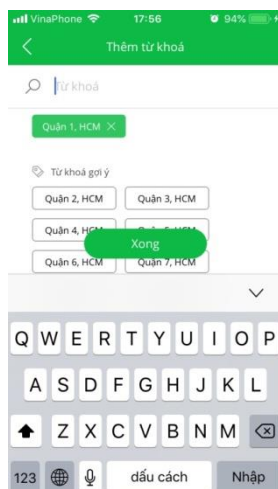 VinaPhone 17:56 94%
Thêm từ khoá
Từ khoá
Quận 1, HCM ×
Từ khoá gợi ý
Quận 2, HCM Quận 3, HCM
Quận 4, HCM
Xong
Quận 6, HCM Quận 7, HCM
Q W E R T Y U I O P
A S D F G H J K L
Z X C V B N M
123 dấu cách Nhập